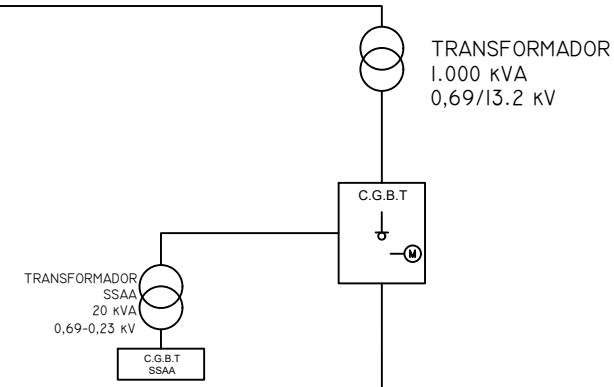 TRANSFORMADOR
1.000 KVA
0,69/13.2 KV
C.G.B.T
M
TRANSFORMADOR
SSAA
20 KVA
0,69-0,23 KV
C.G.B.T
SSAA